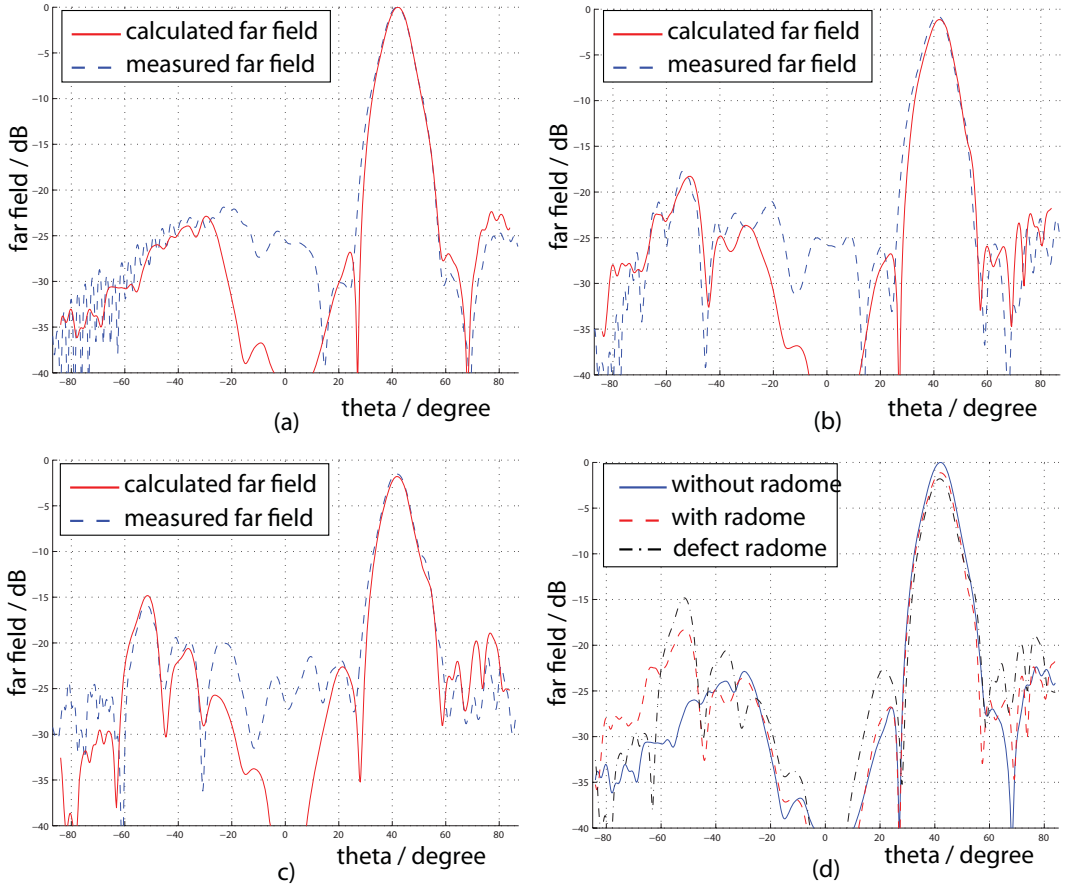 0
−5
−10
−15
−20
−25
−30
−35
−40
calculated far field
measured far field
far field / dB
−80 −60 −40 −20 0 20 40 60 80
theta / degree
(a)
0
−5
−10
−15
−20
−25
−30
−35
−40
calculated far field
measured far field
far field / dB
−80 −60 −40 −20 0 20 40 60 80
theta / degree
(b)
0
−5
−10
−15
−20
−25
−30
−35
−40
calculated far field
measured far field
far field / dB
−80 −60 −40 −20 0 20 40 60 80
theta / degree
c)
0
−5
−10
−15
−20
−25
−30
−35
−40
without radome
with radome
defect radome
far field / dB
−80 −60 −40 −20 0 20 40 60 80
theta / degree
(d)